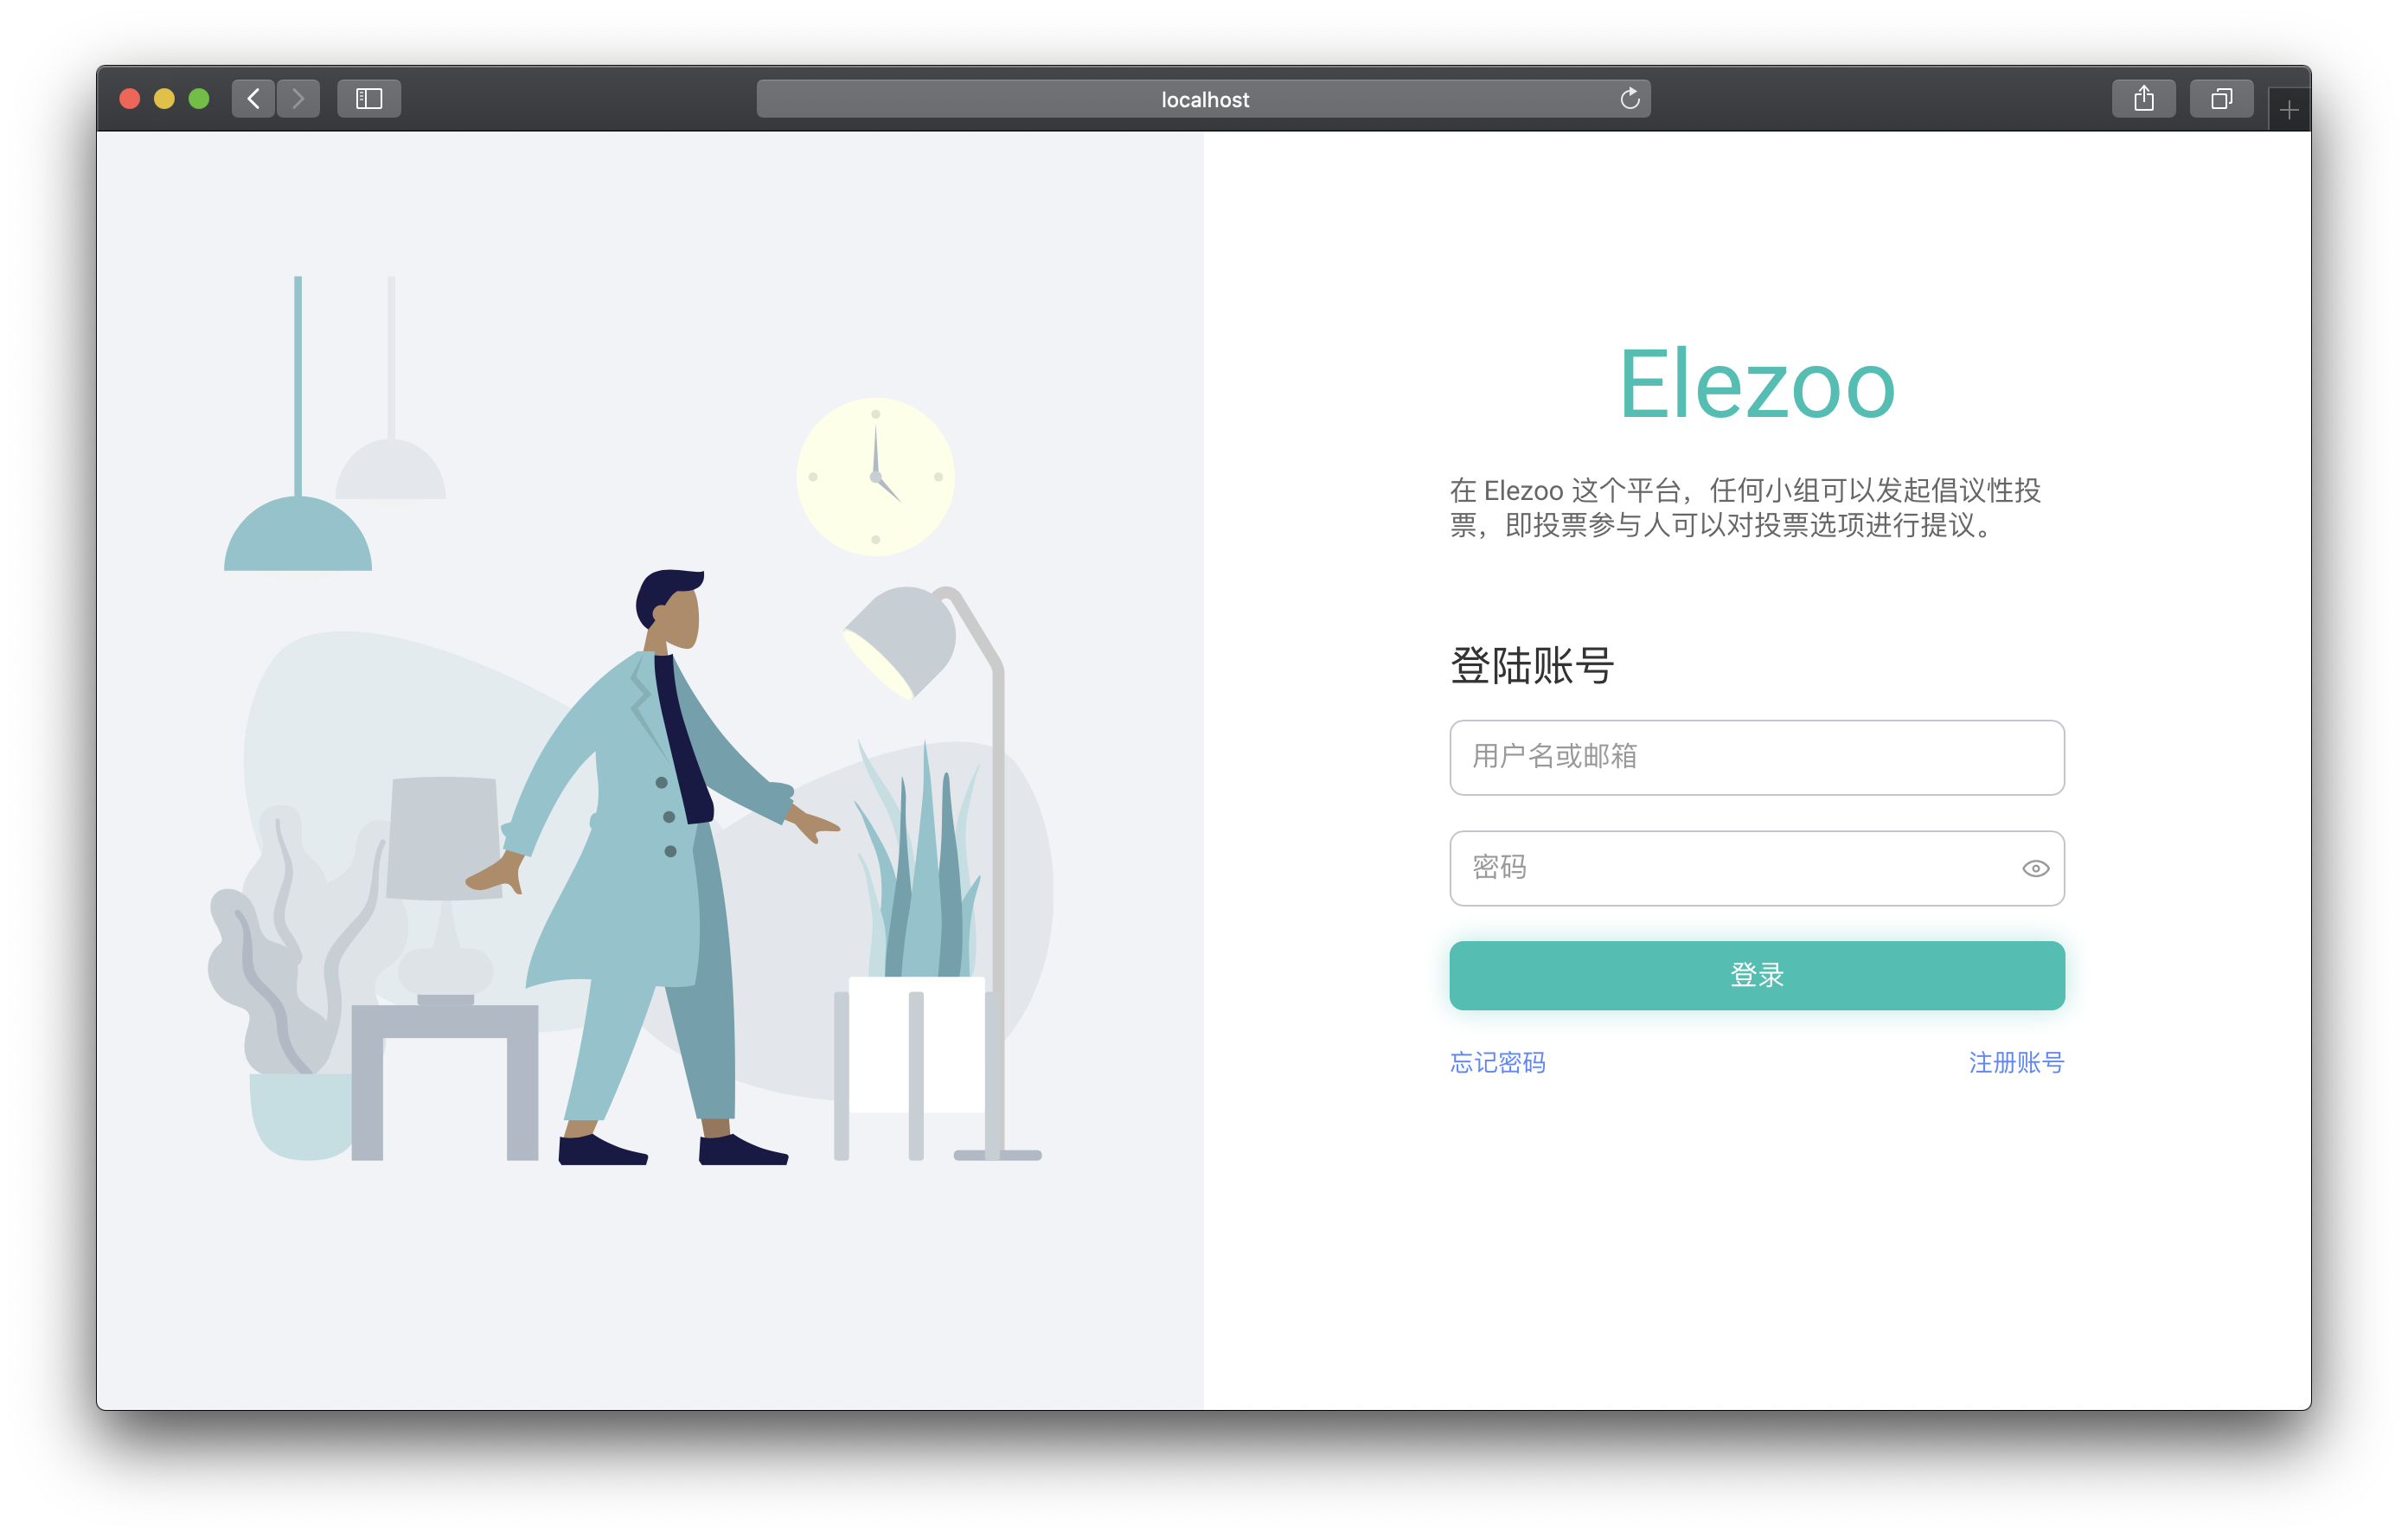 localhost
Elezoo
在 Elezoo 这个平台，任何小组可以发起倡议性投
票，即投票参与人可以对投票选项进行提议。
登陆账号
用户名或邮箱
密码
登录
忘记密码 注册账号